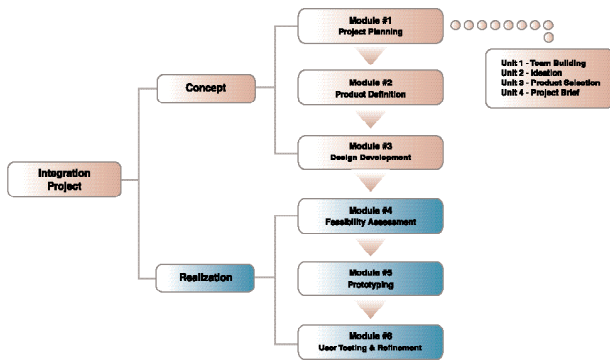 Module #1
Project Planning
Unit 1 - Team Building
Unit 2 - Ideation
Unit 3 - Product Selection
Unit 4 - Project Brief
Concept
Module #2
Product Definition
Module #3
Design Development
Integration
Project
Module #4
Feasibility Assessment
Realization
Module #5
Prototyping
Module #6
User Testing & Refinement